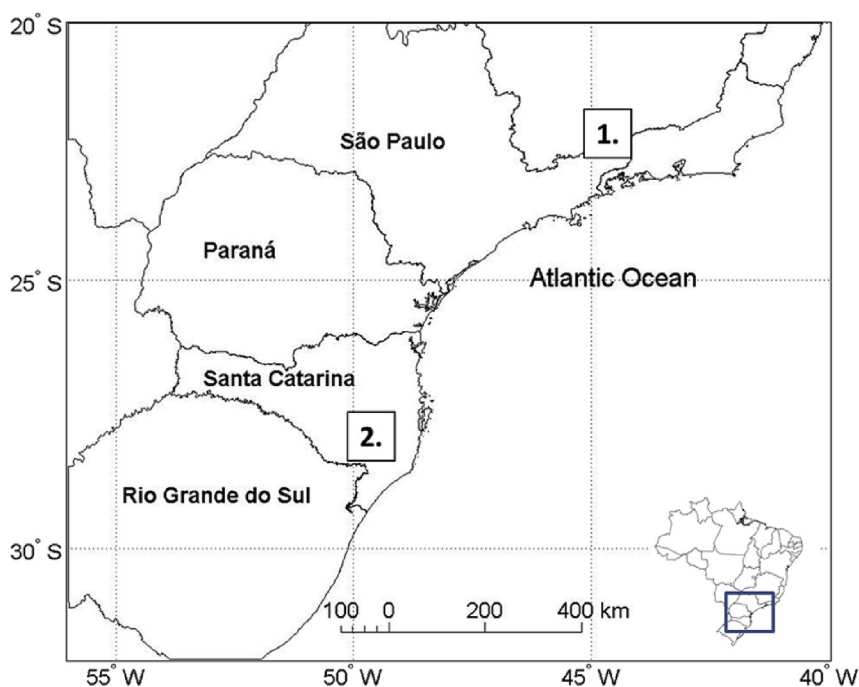 20° S
1.
São Paulo
Paraná
25° S
Atlantic Ocean
Santa Catarina
2.
Rio Grande do Sul
30° S
100 0 200 400 km
55° W 50° W 45° W 40° W